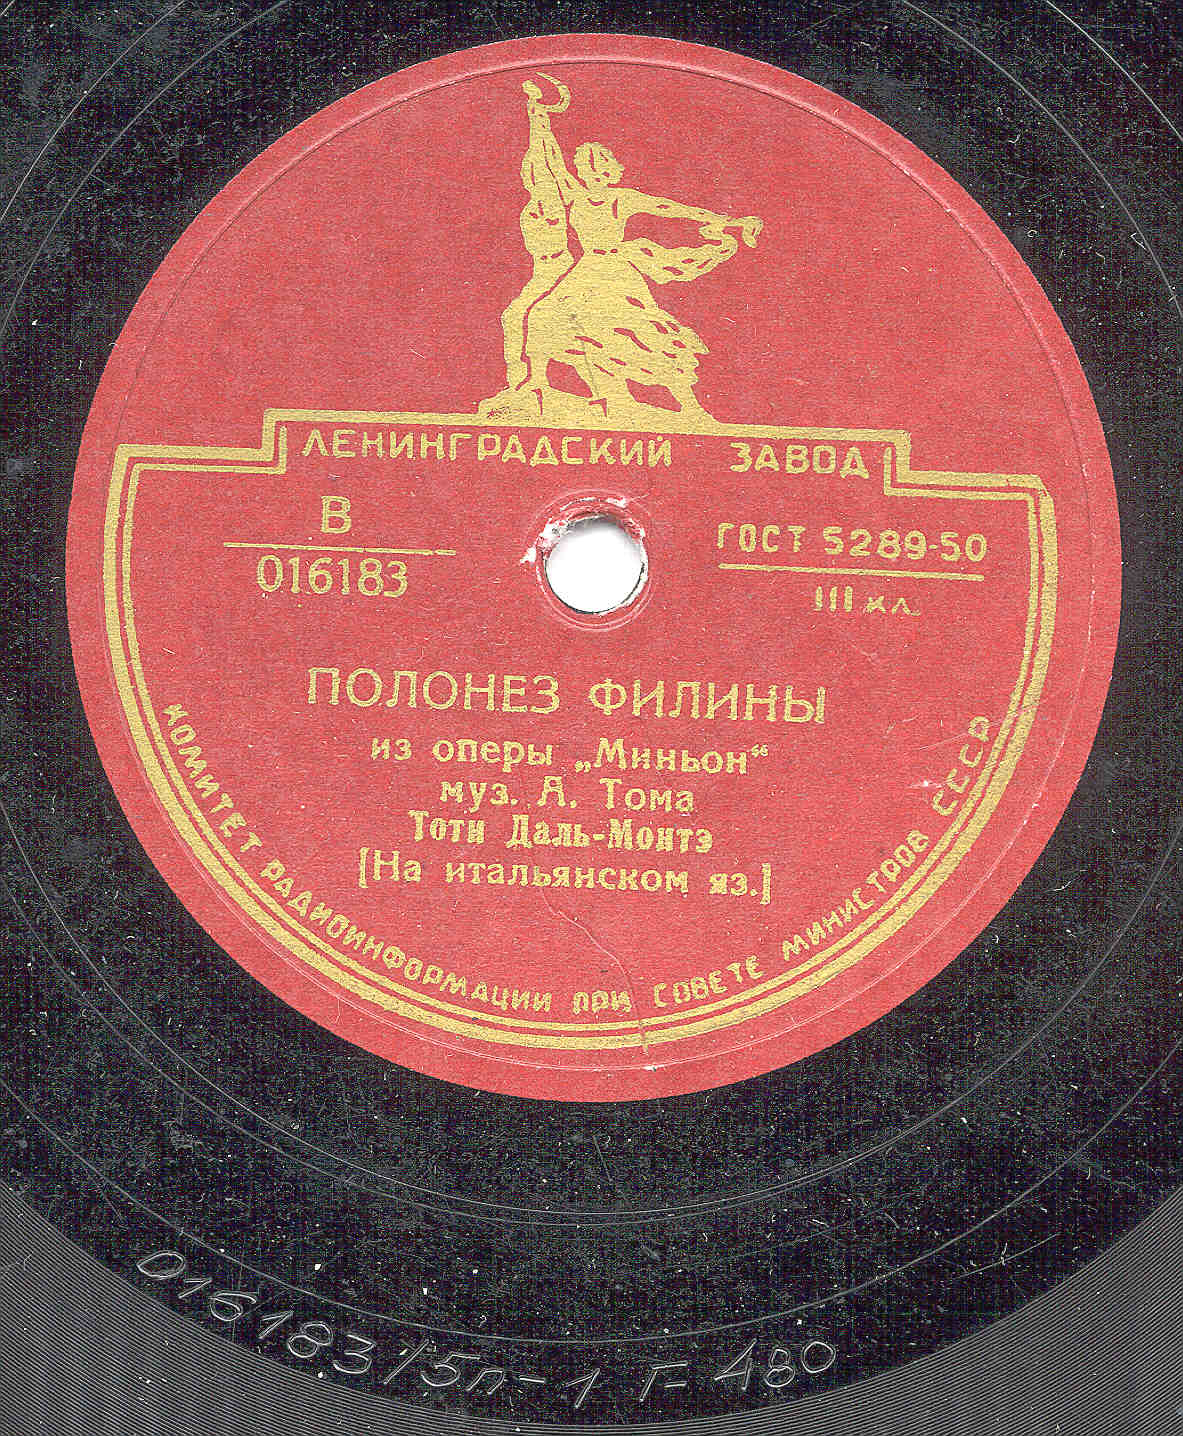 ЛЕНИНГРАДСКИЙ ЗАВОД
В
016183
ГОСТ 5289-50
III кл.
ПОЛОНЕЗ ФИЛИНЫ
из оперы „Миньон“
муз. А. Тома
Тоти Даль-Монтэ
[На итальянском яз.]
КОМИТЕТ РАДИОИНФОРМАЦИИ ПРИ СОВЕТЕ МИНИСТРОВ СССР
016183/5п-1 Г-480